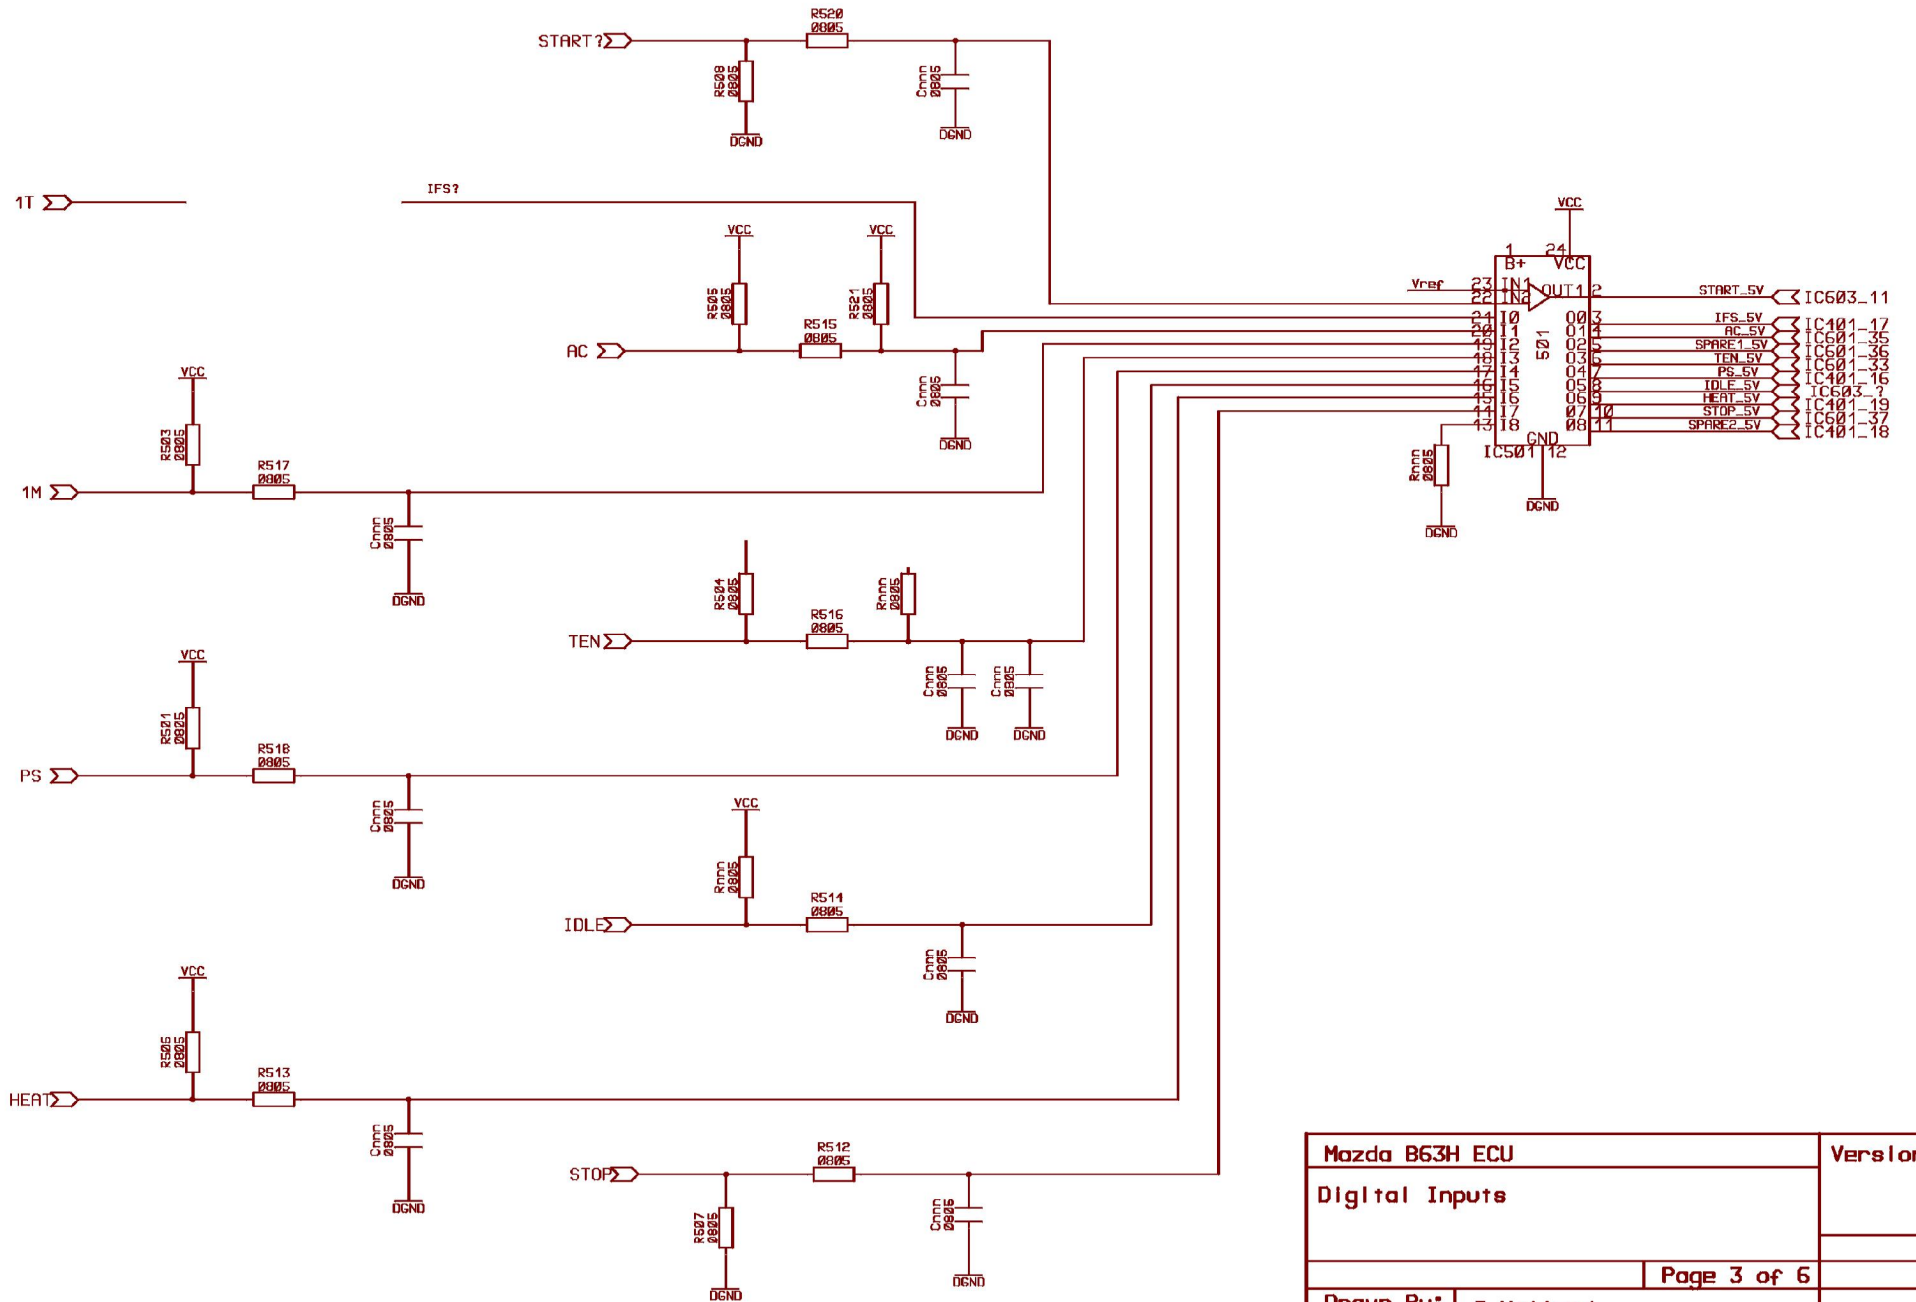 R520
0805
START?
R508
0805
Cnnn
0805
DGND
DGND
1T
IFS?
VCC
VCC
R505
0805
R521
0805
R515
0805
AC
Cnnn
0805
DGND
VCC
1 24
B+ VCC
Vref 23 IN1 OUT1 2 START_5V IC603_11
22 IN2
21 I0 O0 3 IFS_5V IC401_17
20 I1 O1 4 AC_5V IC601_35
19 I2 O2 5 SPARE1_5V IC601_36
18 I3 O3 6 TEN_5V IC601_33
17 I4 O4 7 PS_5V IC401_16
16 I5 O5 8 IDLE_5V IC603_?
15 I6 O6 9 HEAT_5V IC401_19
14 I7 O7 10 STOP_5V IC601_37
13 I8 O8 11 SPARE2_5V IC401_18
501
GND
IC501 12
Rnnn
0805
DGND
DGND
VCC
R503
0805
R517
0805
1M
Cnnn
0805
DGND
R504
0805
Rnnn
0805
R516
0805
TEN
Cnnn
0805
Cnnn
0805
DGND
DGND
VCC
R501
0805
R518
0805
PS
Cnnn
0805
DGND
VCC
Rnnn
0805
R514
0805
IDLE
Cnnn
0805
DGND
VCC
R506
0805
R513
0805
HEAT
Cnnn
0805
DGND
R512
0805
STOP
R507
0805
Cnnn
0805
DGND
DGND
Mazda B63H ECU
Version
Digital Inputs
Page 3 of 6
Drawn By: